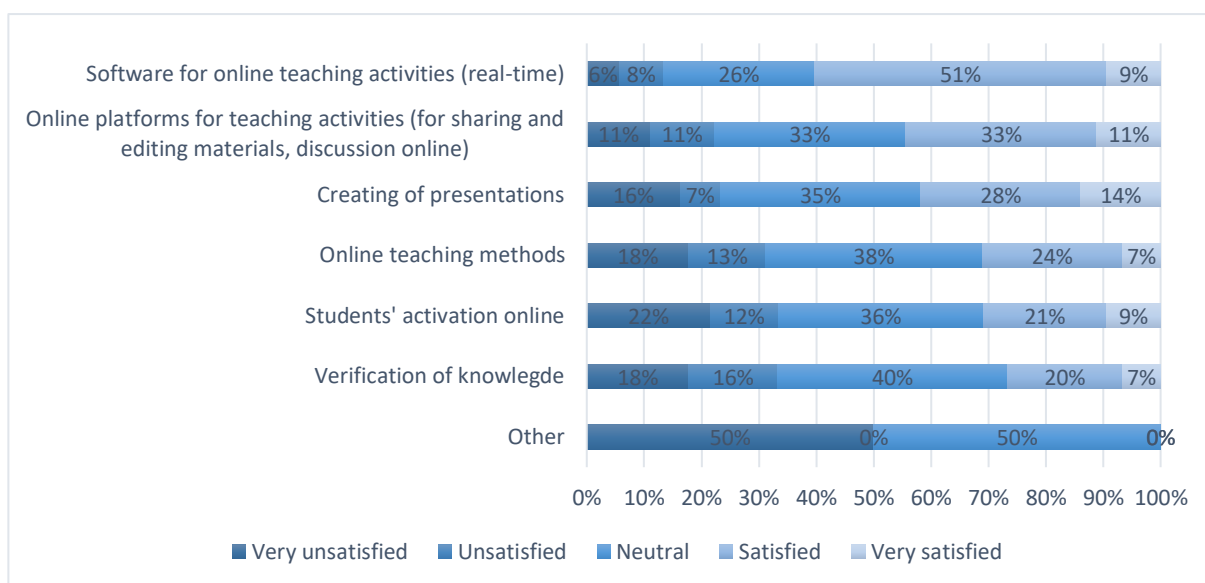 Software for online teaching activities (real-time)
6% 8% 26% 51% 9%
Online platforms for teaching activities (for sharing and
editing materials, discussion online)
11% 11% 33% 33% 11%
Creating of presentations
16% 7% 35% 28% 14%
Online teaching methods
18% 13% 38% 24% 7%
Students' activation online
22% 12% 36% 21% 9%
Verification of knowlegde
18% 16% 40% 20% 7%
Other
50% 0% 50% 0%
0% 10% 20% 30% 40% 50% 60% 70% 80% 90% 100%
Very unsatisfied Unsatisfied Neutral Satisfied Very satisfied